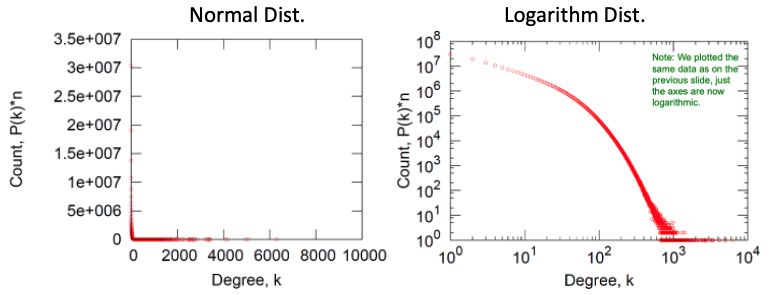 Normal Dist.
3.5e+007
3e+007
2.5e+007
2e+007
1.5e+007
1e+007
5e+006
0
0 2000 4000 6000 8000 10000
Count, P(k)*n
Degree, k
Logarithm Dist.
10^8
10^7
10^6
10^5
10^4
10^3
10^2
10^1
10^0
10^0 10^1 10^2 10^3 10^4
Count, P(k)*n
Degree, k
Note: We plotted the
same data as on the
previous slide, just
the axes are now
logarithmic.